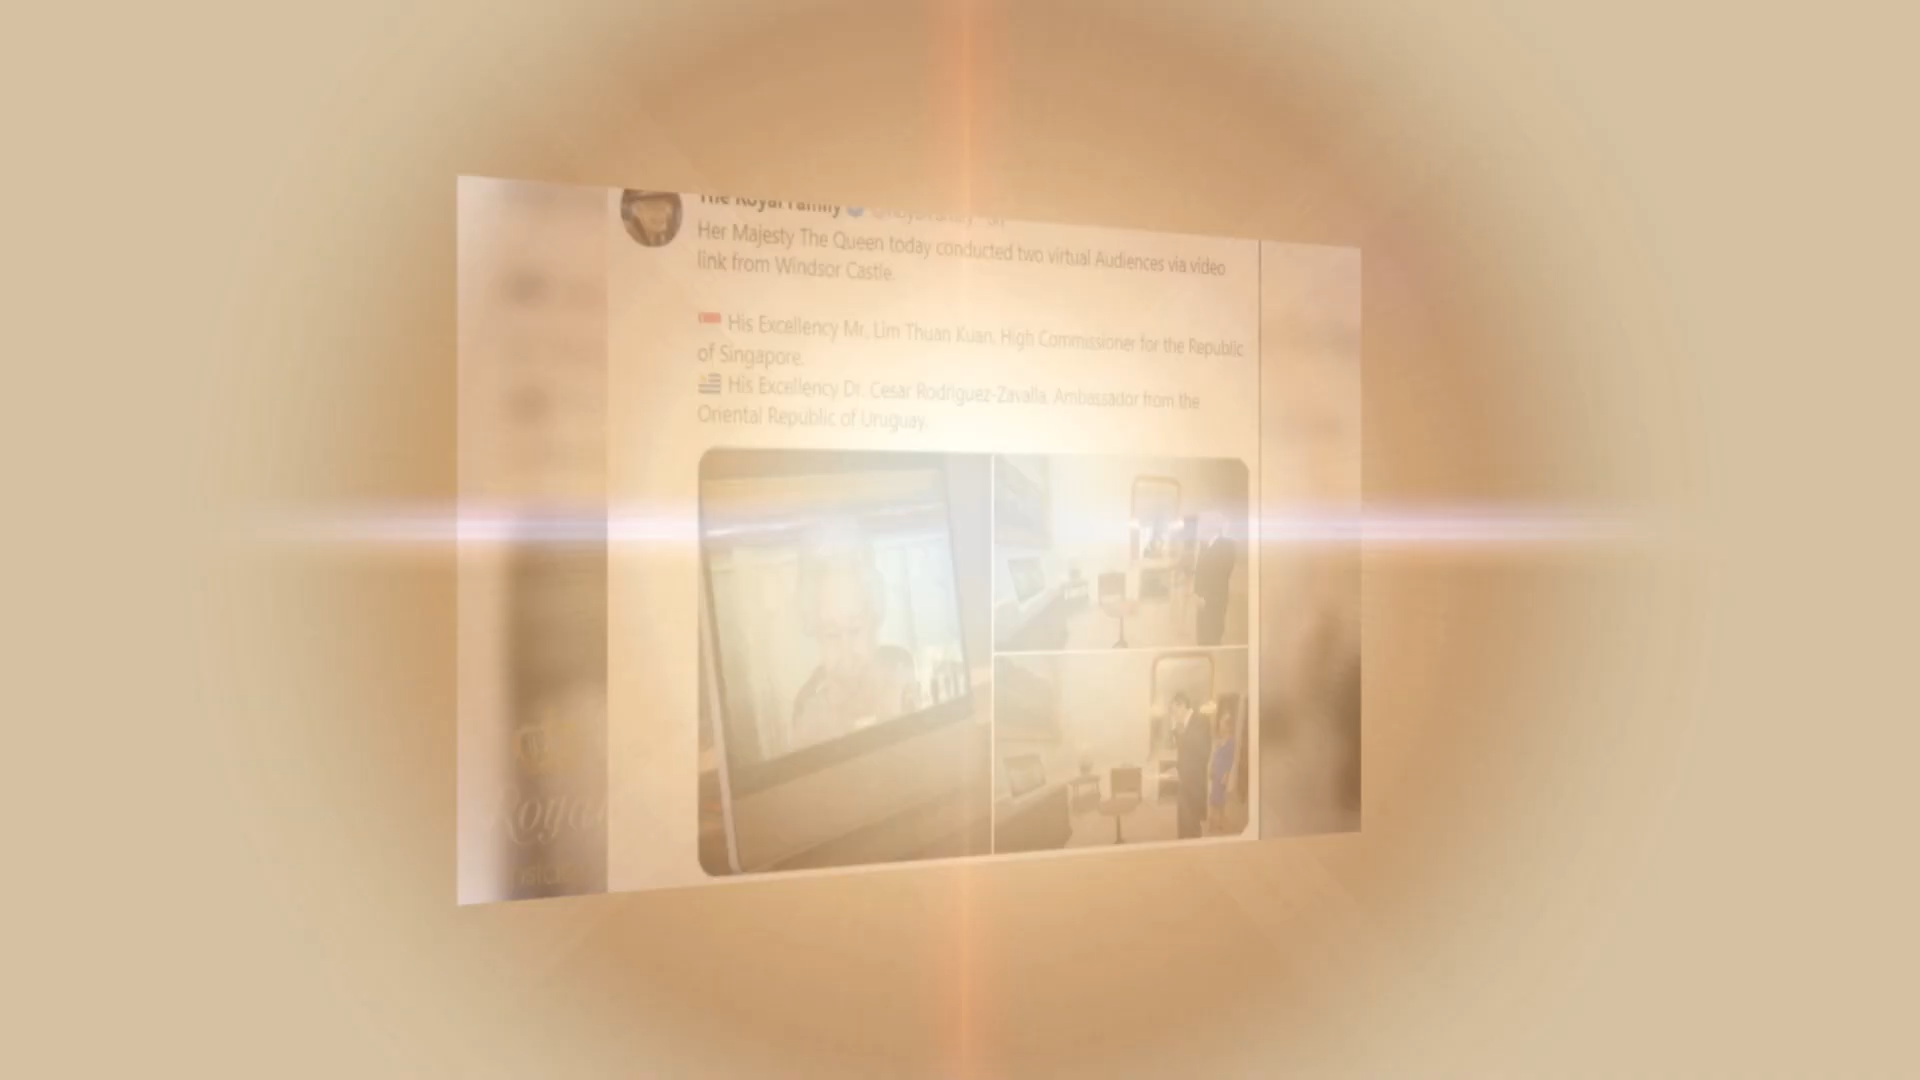 The Royal Family
Her Majesty The Queen today conducted two virtual Audiences via video
link from Windsor Castle.
His Excellency Mr. Lim Thuan Kuan, High Commissioner for the Republic
of Singapore.
His Excellency Dr. Cesar Rodriguez-Zavalla, Ambassador from the
Oriental Republic of Uruguay.
Royal